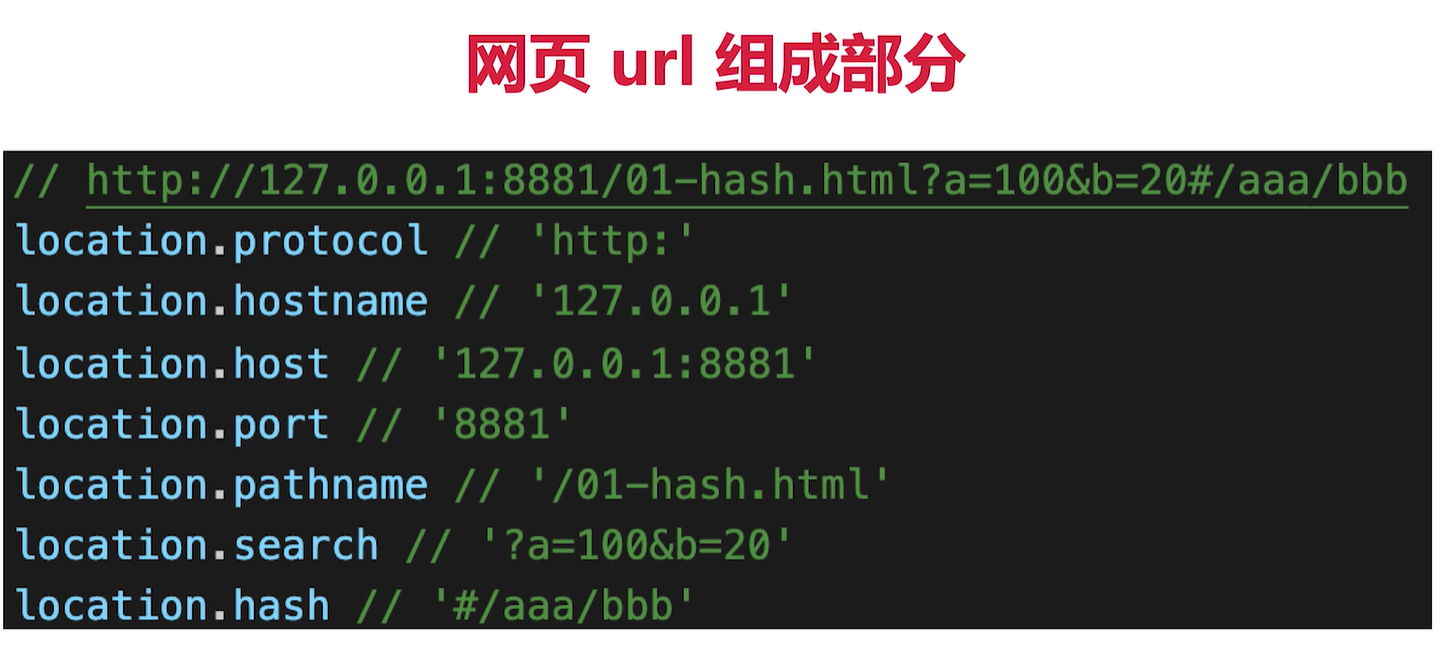 网页 url 组成部分
// http://127.0.0.1:8881/01-hash.html?a=100&b=20#/aaa/bbb
location.protocol // 'http:'
location.hostname // '127.0.0.1'
location.host // '127.0.0.1:8881'
location.port // '8881'
location.pathname // '/01-hash.html'
location.search // '?a=100&b=20'
location.hash // '#/aaa/bbb'